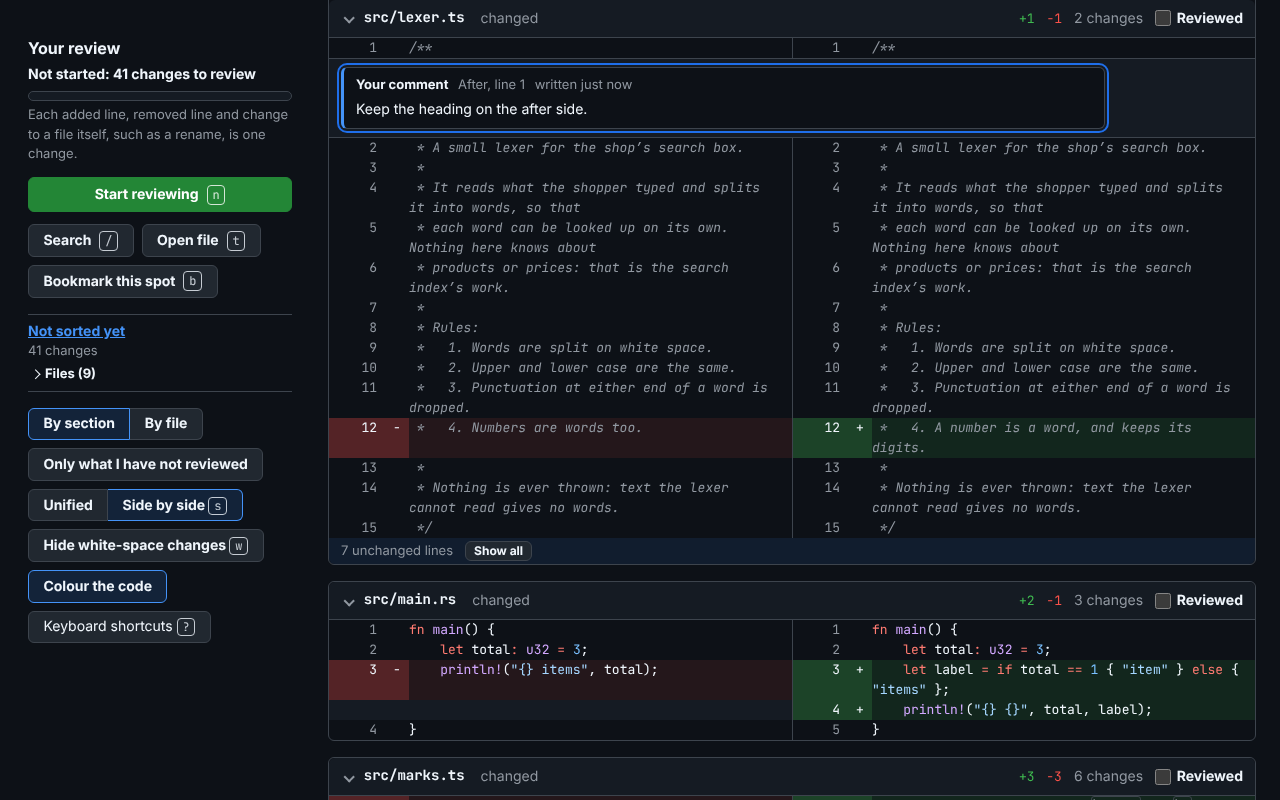 Your review
Not started: 41 changes to review
Each added line, removed line and change
to a file itself, such as a rename, is one
change.
Start reviewing n
Search / Open file t
Bookmark this spot b
Not sorted yet
41 changes
Files (9)
By section By file
Only what I have not reviewed
Unified Side by side s
Hide white-space changes w
Colour the code
Keyboard shortcuts ?
src/lexer.ts changed +1 -1 2 changes Reviewed
1 /** 1 /**
Your comment After, line 1 written just now
Keep the heading on the after side.
2 * A small lexer for the shop’s search box. 2 * A small lexer for the shop’s search box.
3 * 3 *
4 * It reads what the shopper typed and splits 4 * It reads what the shopper typed and splits
it into words, so that it into words, so that
5 * each word can be looked up on its own. 5 * each word can be looked up on its own.
Nothing here knows about Nothing here knows about
6 * products or prices: that is the search 6 * products or prices: that is the search
index’s work. index’s work.
7 * 7 *
8 * Rules: 8 * Rules:
9 *   1. Words are split on white space. 9 *   1. Words are split on white space.
10 *   2. Upper and lower case are the same. 10 *   2. Upper and lower case are the same.
11 *   3. Punctuation at either end of a word is 11 *   3. Punctuation at either end of a word is
dropped. dropped.
12 - *   4. Numbers are words too. 12 + *   4. A number is a word, and keeps its
digits.
13 * 13 *
14 * Nothing is ever thrown: text the lexer 14 * Nothing is ever thrown: text the lexer
cannot read gives no words. cannot read gives no words.
15 */ 15 */
7 unchanged lines Show all
src/main.rs changed +2 -1 3 changes Reviewed
1 fn main() { 1 fn main() {
2 let total: u32 = 3; 2 let total: u32 = 3;
3 - println!("{} items", total); 3 + let label = if total == 1 { "item" } else {
"items" };
4 + println!("{} {}", total, label);
4 } 5 }
src/marks.ts changed +3 -3 6 changes Reviewed